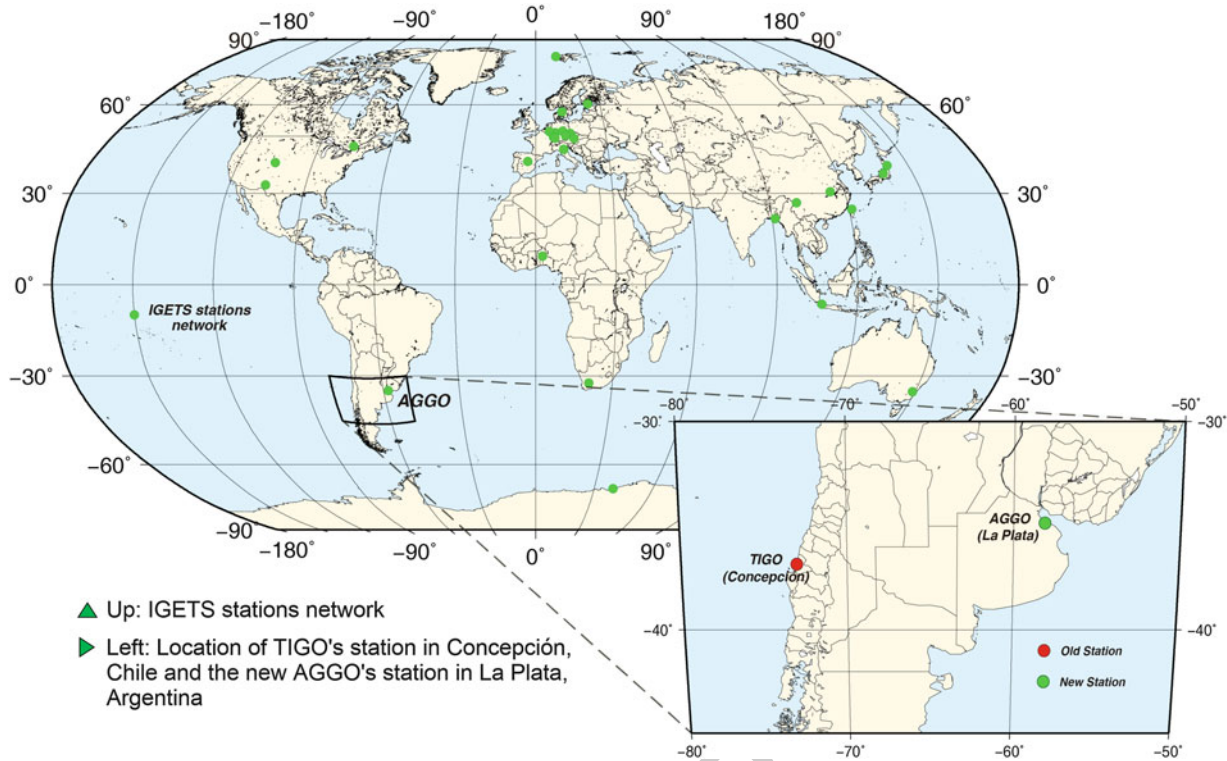 −180° −90° 0° 90° 180°
90° 90°
60° 60°
30° 30°
0° 0°
IGETS stations
network
−30° −30°
AGGO
−60°
−90°
−180° −90° 0° 90°
−80° −70° −60° −50°
−30° −30°
AGGO
(La Plata)
TIGO
(Concepción)
−40° −40°
Old Station
New Station
−80° −70° −60° −50°
Up: IGETS stations network
Left: Location of TIGO's station in Concepción,
Chile and the new AGGO's station in La Plata,
Argentina